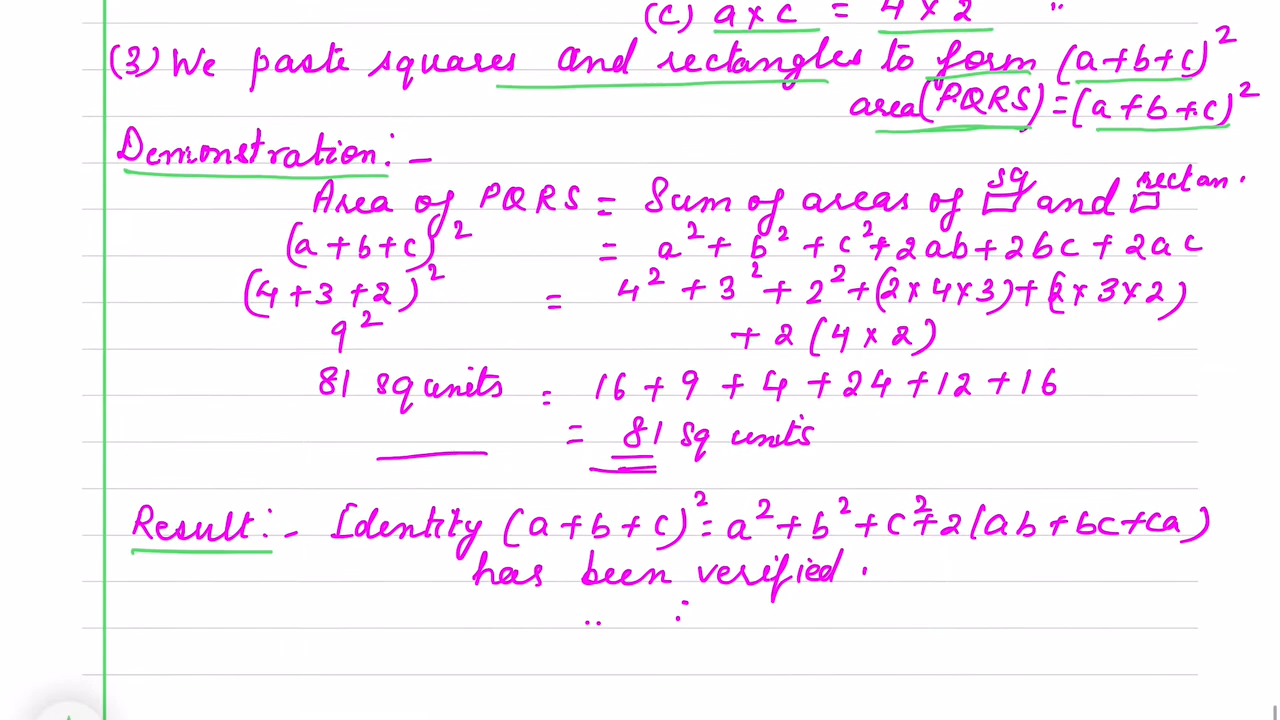 (c) a×c = 4×2 "
(3) We paste squares and rectangles to form (a+b+c)²
area(PQRS)=(a+b+c)²
Demonstration:-
Area of PQRS = Sum of areas of sq □ and rectan. □
(a+b+c)² = a²+b²+c²+2ab+2bc+2ac
(4+3+2)² = 4²+3²+2²+(2×4×3)+(2×3×2)
9² +2(4×2)
81 sq units = 16+9+4+24+12+16
= 81 sq units
Result:- Identity (a+b+c)²=a²+b²+c²+2(ab+bc+ca)
has been verified.